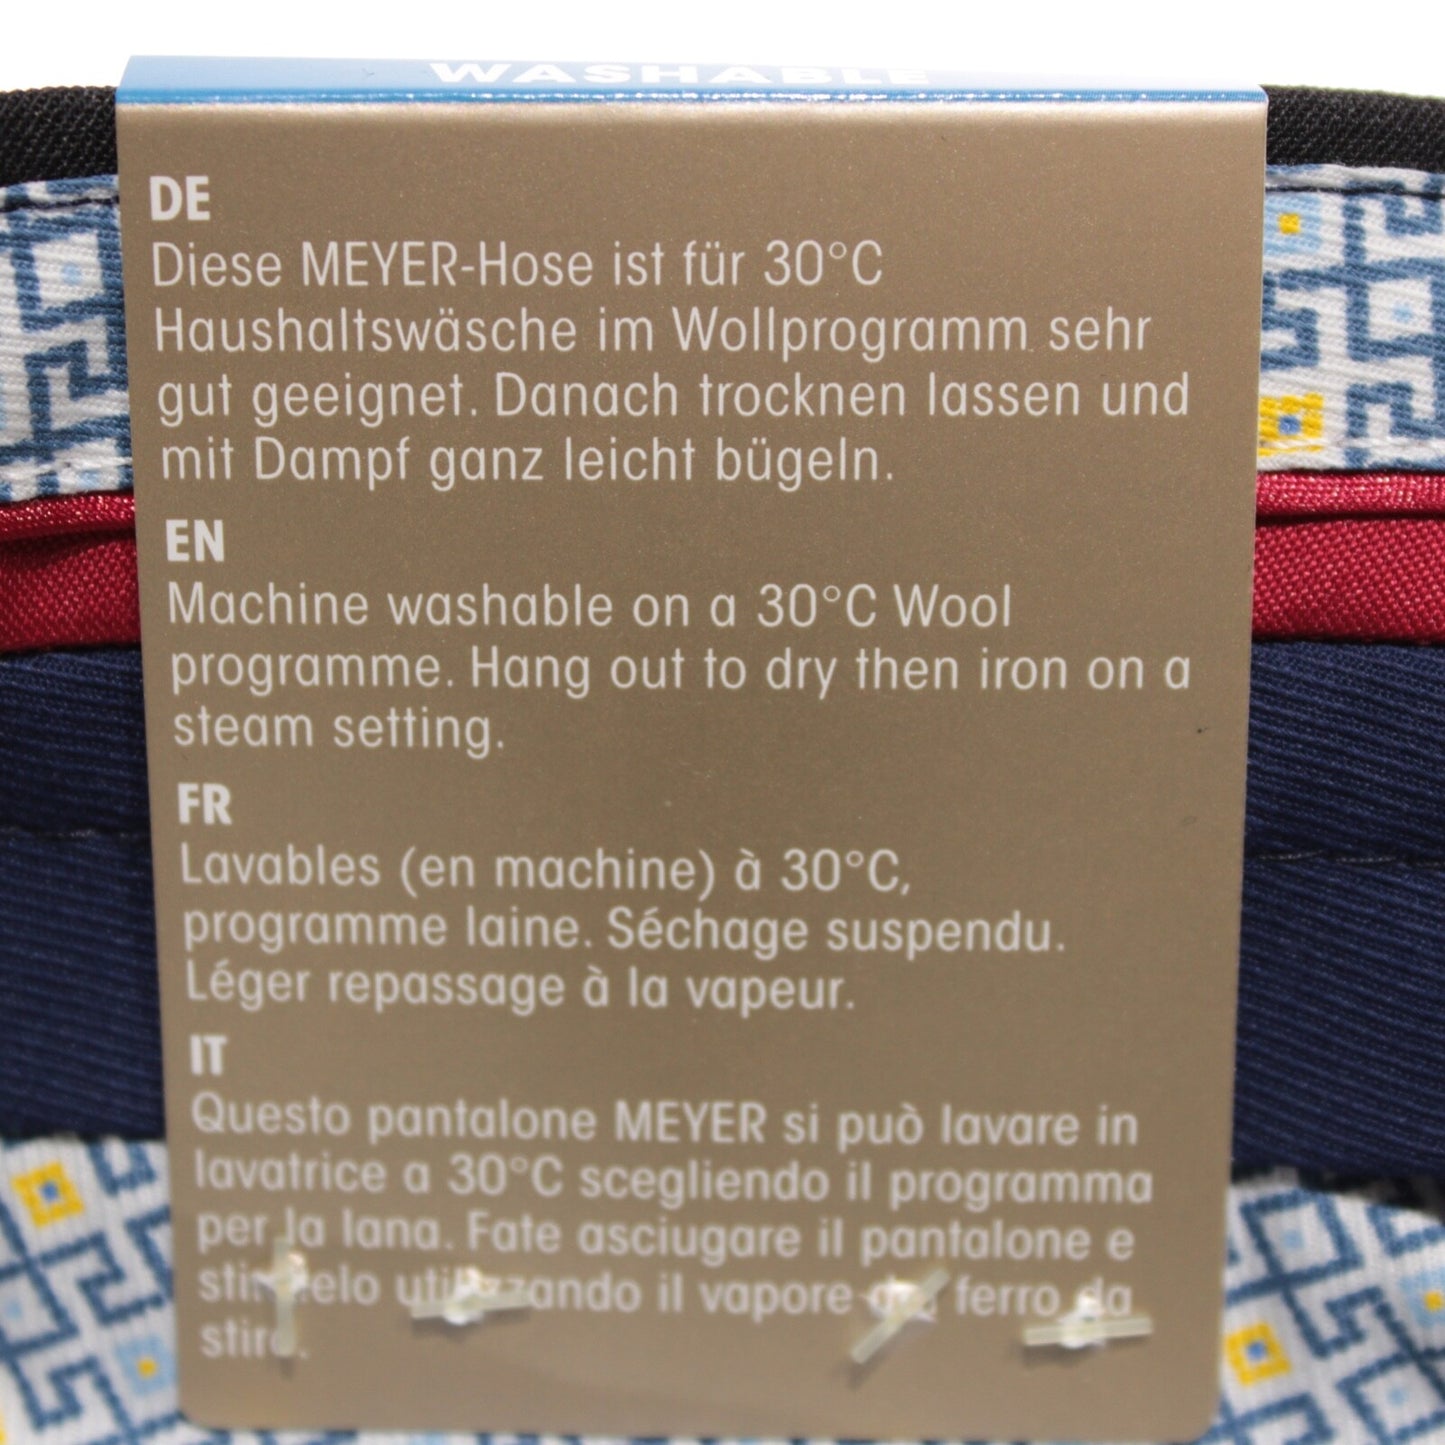 WASHABLE
DE
Diese MEYER-Hose ist für 30°C
Haushaltswäsche im Wollprogramm sehr
gut geeignet. Danach trocknen lassen und
mit Dampf ganz leicht bügeln.
EN
Machine washable on a 30°C Wool
programme. Hang out to dry then iron on a
steam setting.
FR
Lavables (en machine) à 30°C,
programme laine. Séchage suspendu.
Léger repassage à la vapeur.
IT
Questo pantalone MEYER si può lavare in
lavatrice a 30°C scegliendo il programma
per la lana. Fate asciugare il pantalone e
utilizzando il vapore ferro da
stiro.